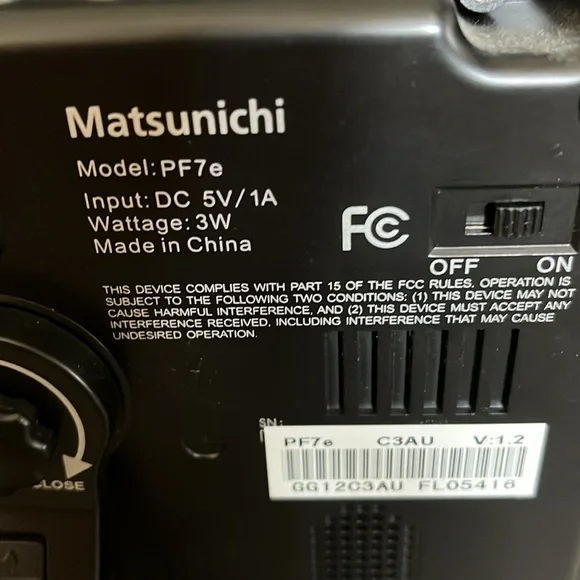 Matsunichi
Model: PF7e
Input: DC 5V/1A
Wattage: 3W
Made in China
FC
OFF ON
THIS DEVICE COMPLIES WITH PART 15 OF THE FCC RULES. OPERATION IS
SUBJECT TO THE FOLLOWING TWO CONDITIONS: (1) THIS DEVICE MAY NOT
CAUSE HARMFUL INTERFERENCE, AND (2) THIS DEVICE MUST ACCEPT ANY
INTERFERENCE RECEIVED, INCLUDING INTERFERENCE THAT MAY CAUSE
UNDESIRED OPERATION.
SN:
PF7e C3AU V:1.2
GG12C3AU FL05416
CLOSE